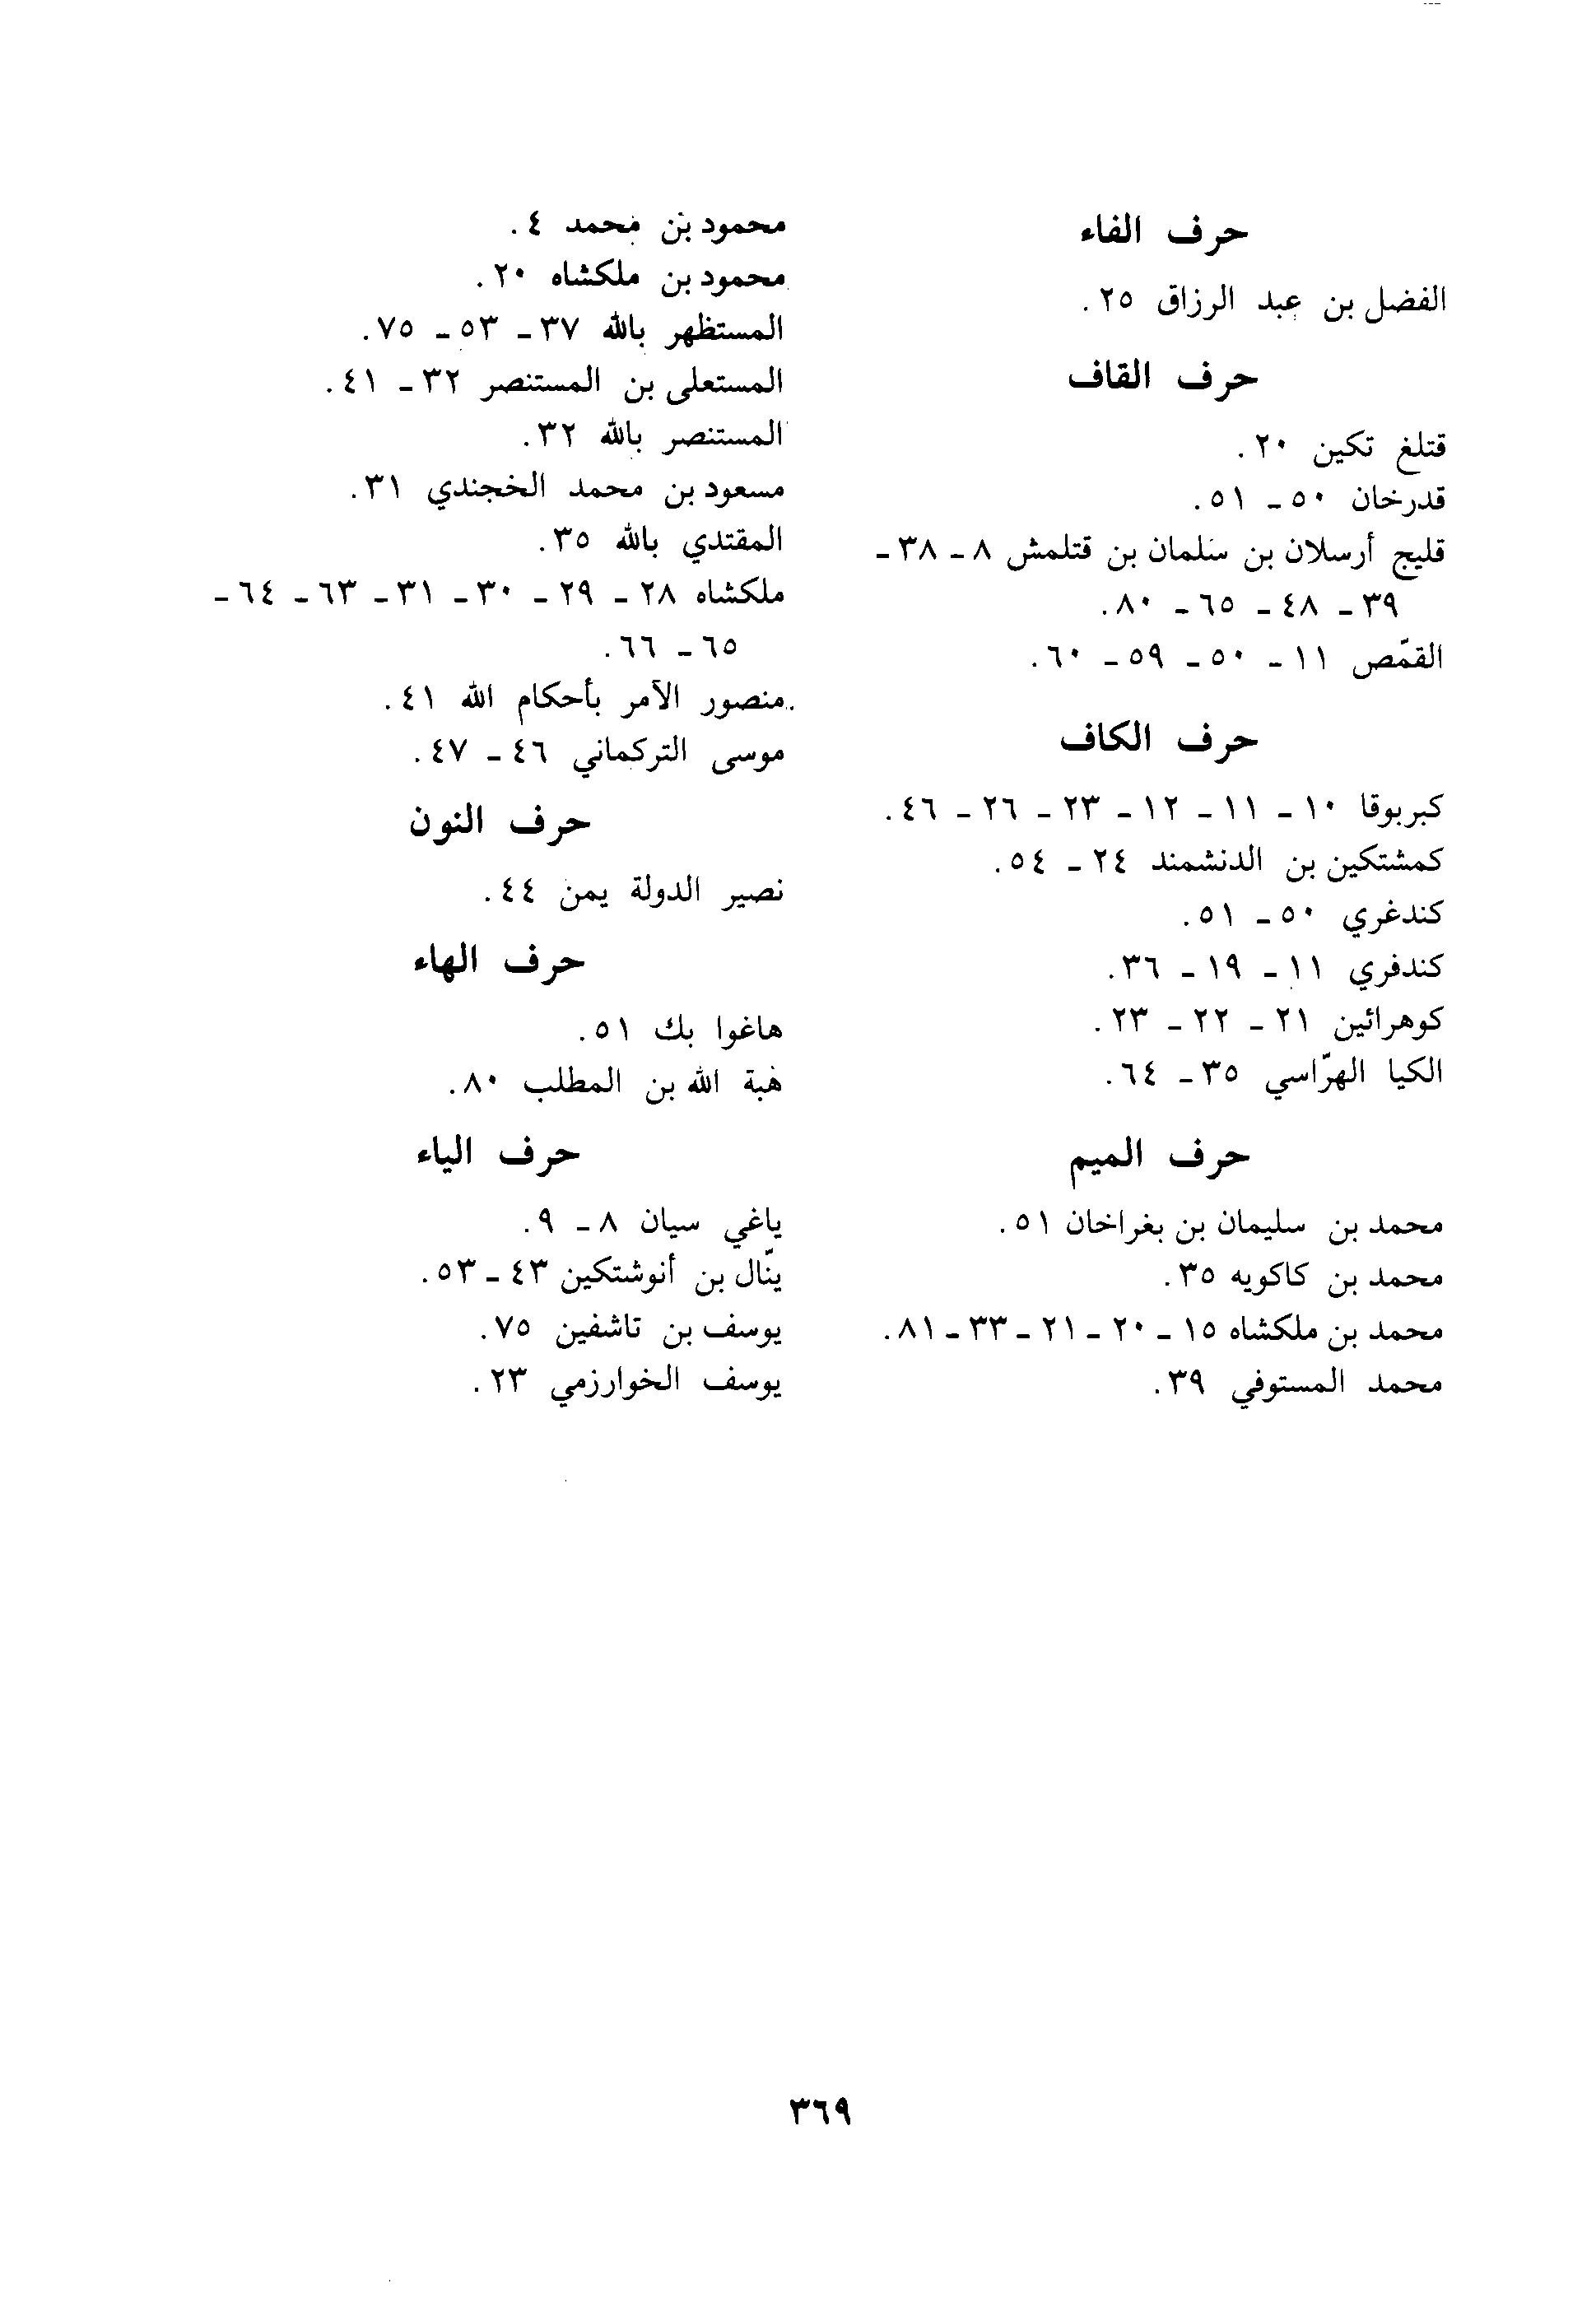 حرف الفاء
الفضل بن عبد الرزاق ٢٥.
حرف القاف
قتلغ تكين ٢٠.
قدرخان ٥٠ - ٥١.
قليج أرسلان بن سلمان بن قتلمش ٨ - ٣٨ -
٣٩ - ٤٨ - ٦٥ - ٨٠.
القمّص ١١ - ٥٠ - ٥٩ - ٦٠.
حرف الكاف
كبربوقا ١٠ - ١١ - ١٢ - ٢٣ - ٢٦ - ٤٦.
كمشتكين بن الدنشمند ٢٤ - ٥٤.
كندغري ٥٠ - ٥١.
كندفري ١١ - ١٩ - ٣٦.
كوهرائين ٢١ - ٢٢ - ٢٣.
الكيا الهرّاسي ٣٥ - ٦٤.
حرف الميم
محمد بن سليمان بن بغراخان ٥١.
محمد بن كاكويه ٣٥.
محمد بن ملكشاه ١٥ - ٢٠ - ٢١ - ٣٣ - ٨١.
محمد المستوفي ٣٩.
محمود بن محمد ٤.
محمود بن ملكشاه ٢٠.
المستظهر بالله ٣٧ - ٥٣ - ٧٥.
المستعلى بن المستنصر ٣٢ - ٤١.
المستنصر بالله ٣٢.
مسعود بن محمد الخجندي ٣١.
المقتدي بالله ٣٥.
ملكشاه ٢٨ - ٢٩ - ٣٠ - ٣١ - ٦٣ - ٦٤ -
٦٥ - ٦٦.
منصور الآمر بأحكام الله ٤١.
موسى التركماني ٤٦ - ٤٧.
حرف النون
نصير الدولة يمن ٤٤.
حرف الهاء
هاغوا بك ٥١.
هبة الله بن المطلب ٨٠.
حرف الياء
ياغي سيان ٨ - ٩.
ينّال بن أنوشتكين ٤٣ - ٥٣.
يوسف بن تاشفين ٧٥.
يوسف الخوارزمي ٢٣.
٣٦٩